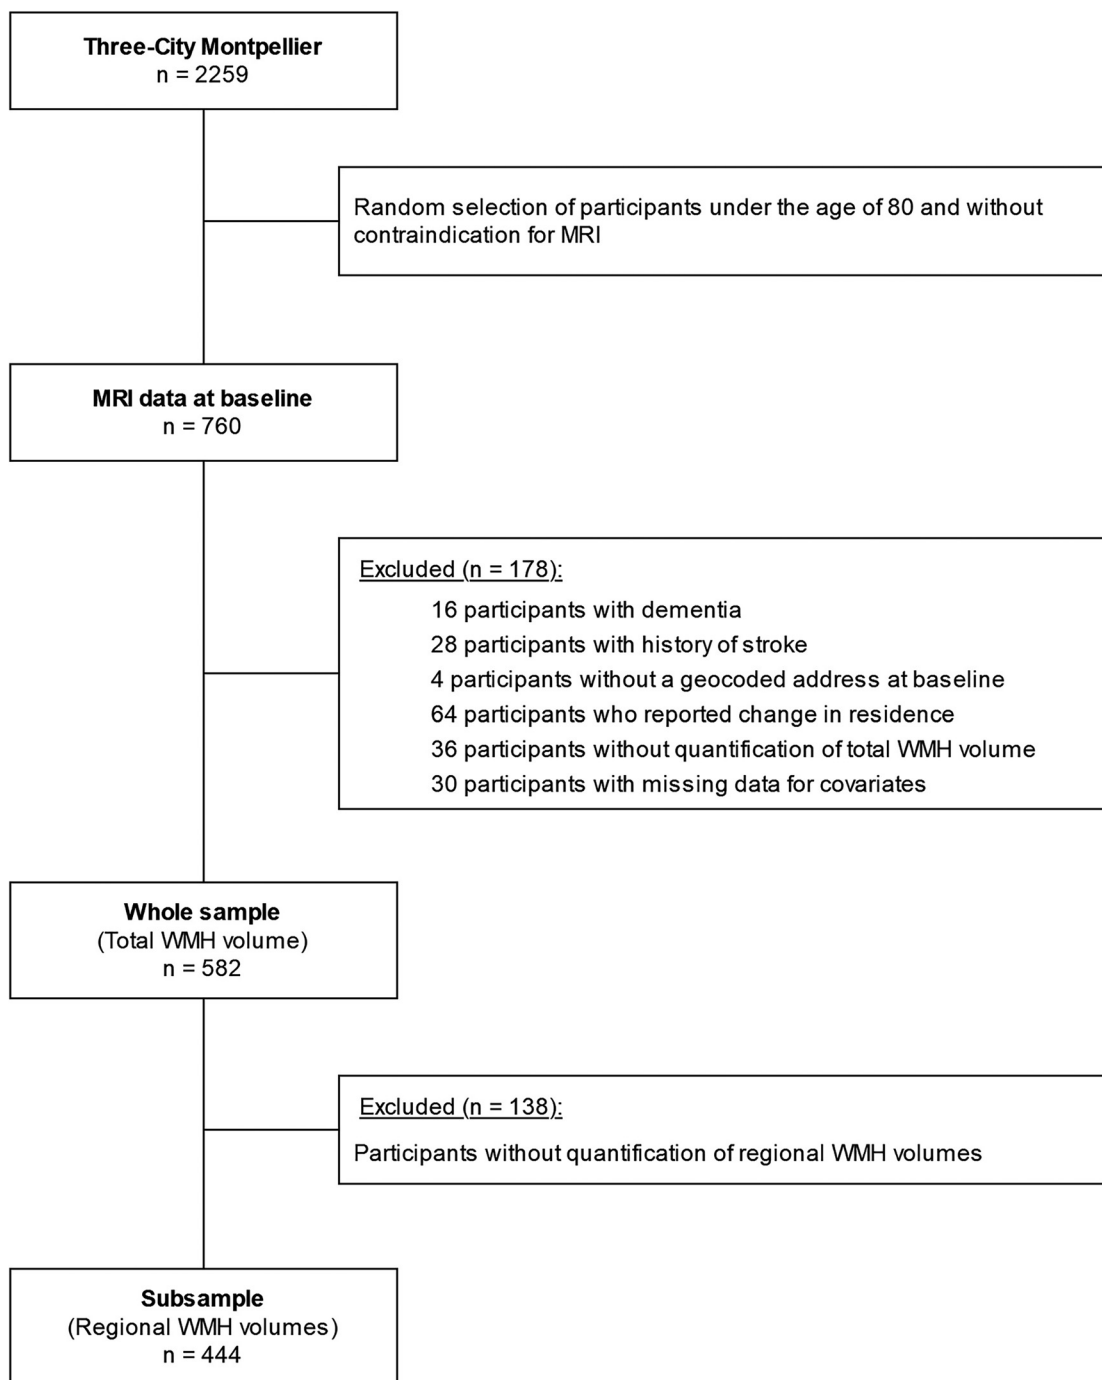 Three-City Montpellier
n = 2259
Random selection of participants under the age of 80 and without
contraindication for MRI
MRI data at baseline
n = 760
Excluded (n = 178):
16 participants with dementia
28 participants with history of stroke
4 participants without a geocoded address at baseline
64 participants who reported change in residence
36 participants without quantification of total WMH volume
30 participants with missing data for covariates
Whole sample
(Total WMH volume)
n = 582
Excluded (n = 138):
Participants without quantification of regional WMH volumes
Subsample
(Regional WMH volumes)
n = 444